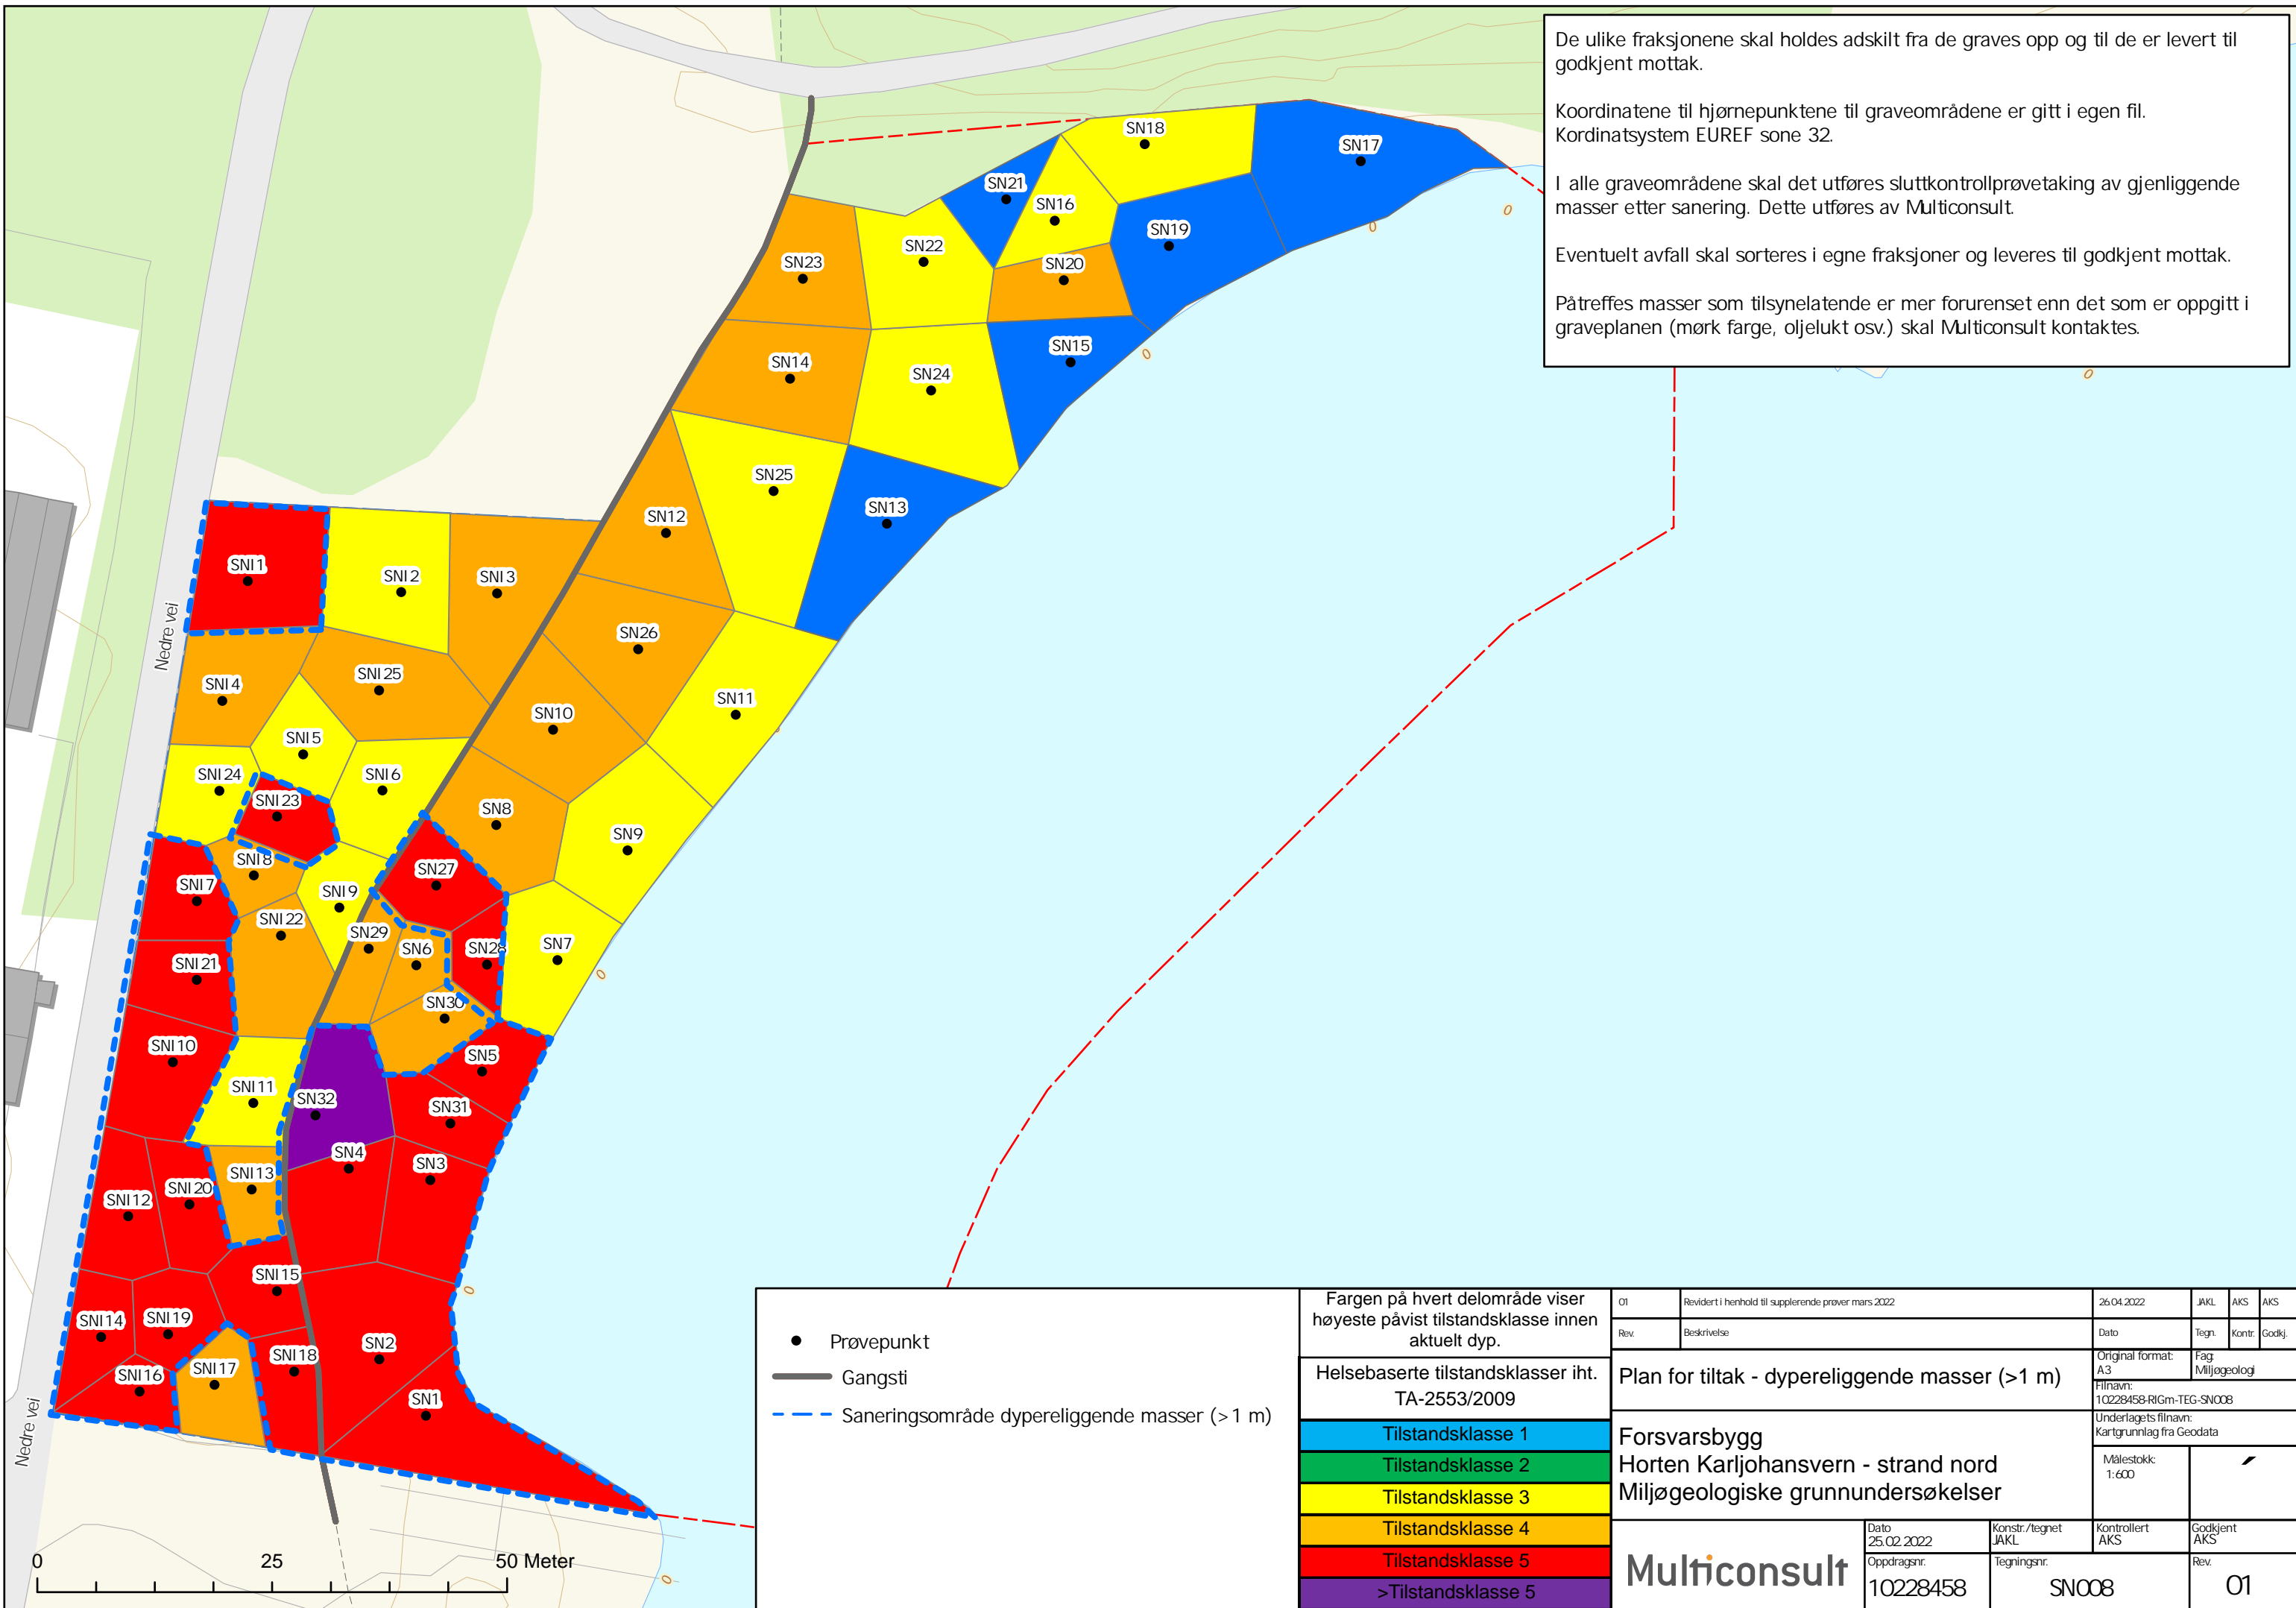 De ulike fraksjonene skal holdes adskilt fra de graves opp og til de er levert til
godkjent mottak.
Koordinatene til hjørnepunktene til graveområdene er gitt i egen fil.
Kordinatsystem EUREF sone 32.
I alle graveområdene skal det utføres sluttkontrollprøvetaking av gjenliggende
masser etter sanering. Dette utføres av Multiconsult.
Eventuelt avfall skal sorteres i egne fraksjoner og leveres til godkjent mottak.
Påtreffes masser som tilsynelatende er mer forurenset enn det som er oppgitt i
graveplanen (mørk farge, oljelukt osv.) skal Multiconsult kontaktes.
SN18
SN17
SN21
SN16
SN19
SN22
SN23
SN20
SN14
SN24
SN15
SN25
SN12
SN13
SNI1
SNI2
SNI3
SN26
SNI4
SNI25
SN10
SN11
SNI5
SNI24
SNI6
SNI23
SN8
SN9
SNI8
SNI7
SN27
SNI9
SNI22
SN29
SN6
SN28
SN7
SNI21
SN30
SNI10
SN5
SNI11
SN32
SN31
SN4
SN3
SNI13
SNI12
SNI20
SNI15
SNI14
SNI19
SN2
SNI18
SNI16
SNI17
SN1
Nedre vei
Nedre vei
0
0
0
0
0
0
0
0
0 25 50 Meter
Prøvepunkt
Gangsti
Saneringsområde dypereliggende masser (>1 m)
Fargen på hvert delområde viser
høyeste påvist tilstandsklasse innen
aktuelt dyp.
Helsebaserte tilstandsklasser iht.
TA-2553/2009
Tilstandsklasse 1
Tilstandsklasse 2
Tilstandsklasse 3
Tilstandsklasse 4
Tilstandsklasse 5
>Tilstandsklasse 5
01 Revidert i henhold til supplerende prøver mars 2022 26.04.2022 JAKL AKS AKS
Rev. Beskrivelse Dato Tegn. Kontr. Godkj.
Plan for tiltak - dypereliggende masser (>1 m)
Original format:
A3
Fag:
Miljøgeologi
Filnavn:
10228458-RIGm-TEG-SN008
Underlagets filnavn:
Kartgrunnlag fra Geodata
Forsvarsbygg
Horten Karljohansvern - strand nord
Miljøgeologiske grunnundersøkelser
Målestokk:
1:600
Multiconsult
Dato
25.02.2022
Konstr./tegnet
JAKL
Kontrollert
AKS
Godkjent
AKS
Oppdragsnr.
10228458
Tegningsnr.
SN008
Rev.
01